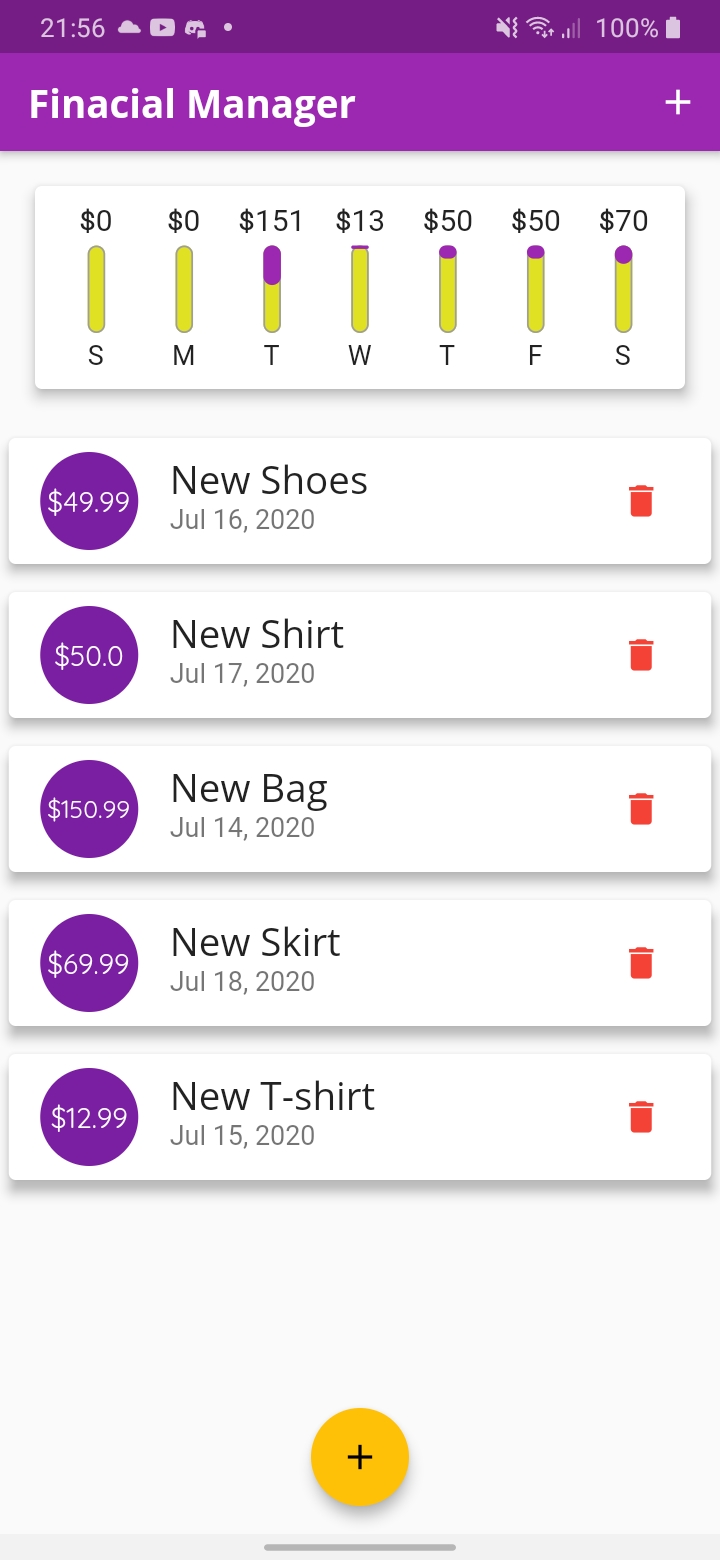 21:56 100%
Finacial Manager +
$0 $0 $151 $13 $50 $50 $70
S M T W T F S
$49.99 New Shoes
Jul 16, 2020
$50.0 New Shirt
Jul 17, 2020
$150.99 New Bag
Jul 14, 2020
$69.99 New Skirt
Jul 18, 2020
$12.99 New T-shirt
Jul 15, 2020
+